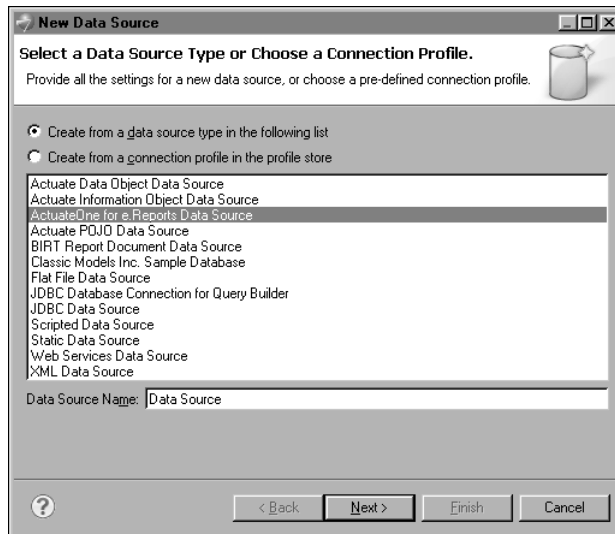 New Data Source
Select a Data Source Type or Choose a Connection Profile.
Provide all the settings for a new data source, or choose a pre-defined connection profile.
Create from a data source type in the following list
Create from a connection profile in the profile store
Actuate Data Object Data Source
Actuate Information Object Data Source
ActuateOne for e.Reports Data Source
Actuate POJO Data Source
BIRT Report Document Data Source
Classic Models Inc. Sample Database
Flat File Data Source
JDBC Database Connection for Query Builder
JDBC Data Source
Scripted Data Source
Static Data Source
Web Services Data Source
XML Data Source
Data Source Name: Data Source
?
< Back Next > Finish Cancel